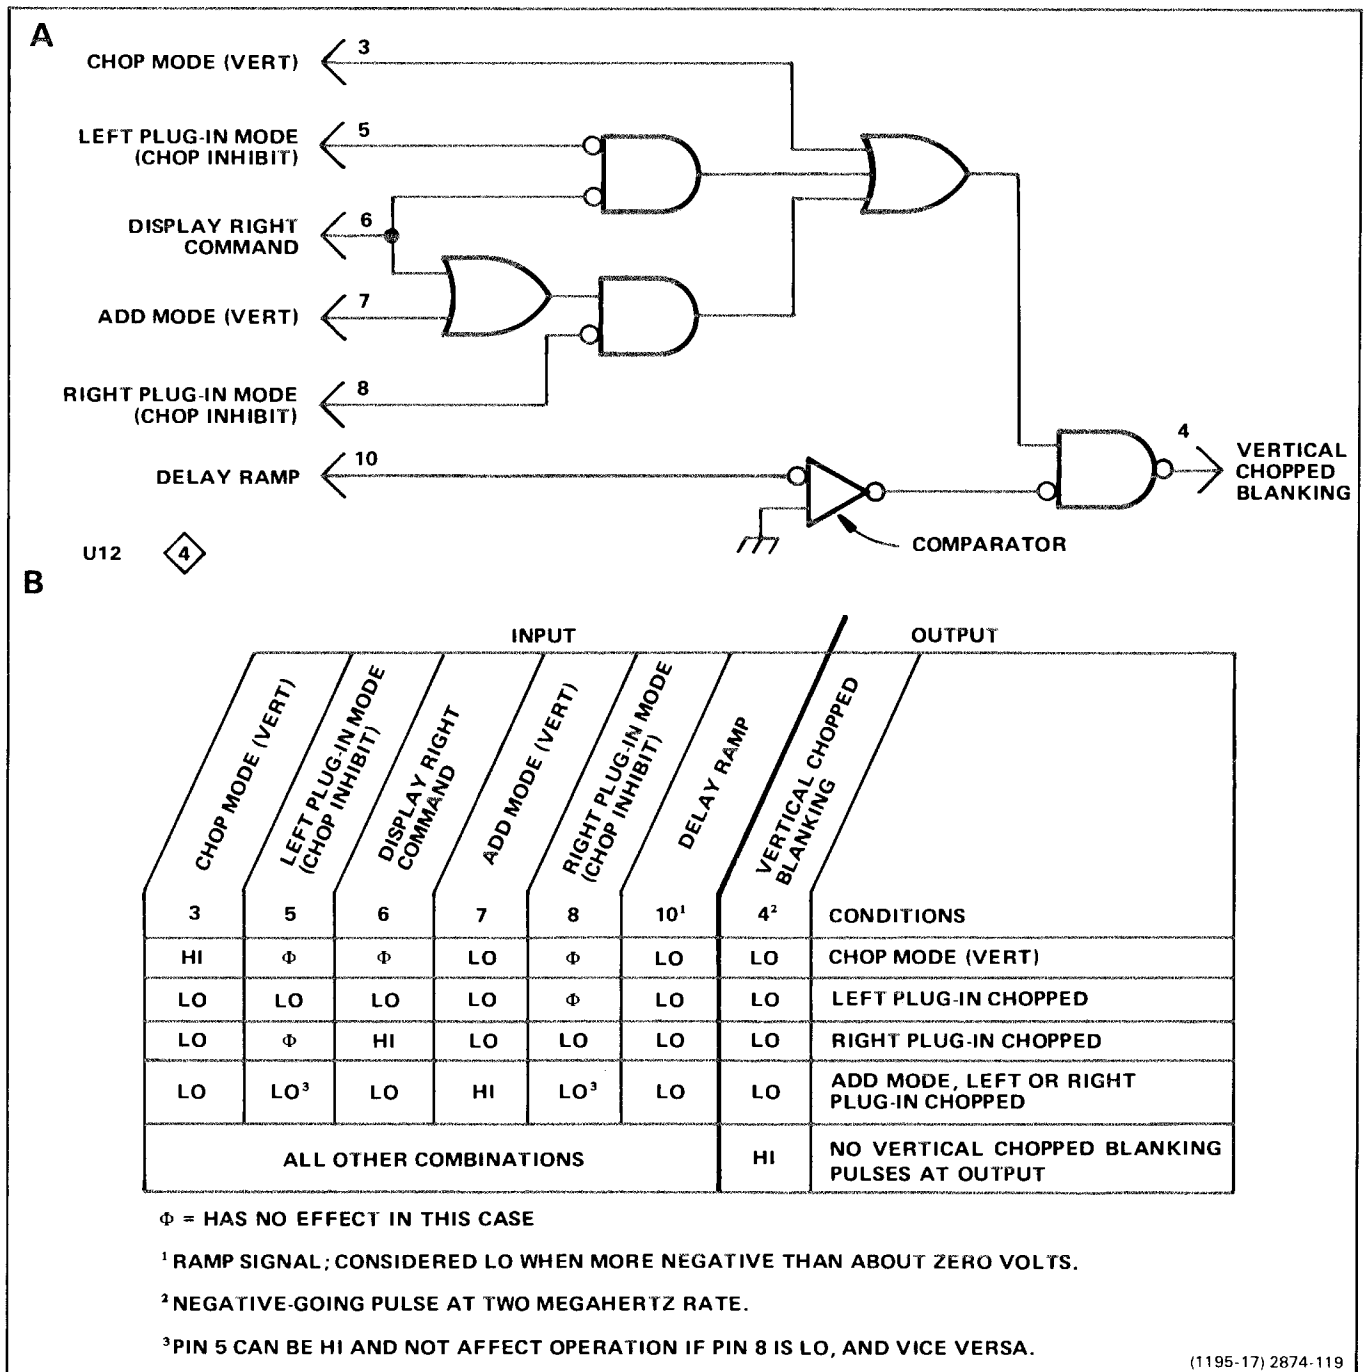 A
CHOP MODE (VERT)
3
LEFT PLUG-IN MODE
(CHOP INHIBIT)
5
DISPLAY RIGHT
COMMAND
6
ADD MODE (VERT)
7
RIGHT PLUG-IN MODE
(CHOP INHIBIT)
8
DELAY RAMP
10
4
VERTICAL
CHOPPED
BLANKING
COMPARATOR
U12
4
B
INPUT
OUTPUT
CHOP MODE (VERT)
LEFT PLUG-IN MODE
(CHOP INHIBIT)
DISPLAY RIGHT
COMMAND
ADD MODE (VERT)
RIGHT PLUG-IN MODE
(CHOP INHIBIT)
DELAY RAMP
VERTICAL CHOPPED
BLANKING
3 5 6 7 8 10¹ 4² CONDITIONS
HI Φ Φ LO Φ LO LO CHOP MODE (VERT)
LO LO LO LO Φ LO LO LEFT PLUG-IN CHOPPED
LO Φ HI LO LO LO LO RIGHT PLUG-IN CHOPPED
LO LO³ LO HI LO³ LO LO ADD MODE, LEFT OR RIGHT
PLUG-IN CHOPPED
ALL OTHER COMBINATIONS HI NO VERTICAL CHOPPED BLANKING
PULSES AT OUTPUT
Φ = HAS NO EFFECT IN THIS CASE
¹ RAMP SIGNAL; CONSIDERED LO WHEN MORE NEGATIVE THAN ABOUT ZERO VOLTS.
² NEGATIVE-GOING PULSE AT TWO MEGAHERTZ RATE.
³ PIN 5 CAN BE HI AND NOT AFFECT OPERATION IF PIN 8 IS LO, AND VICE VERSA.
(1195-17) 2874-119